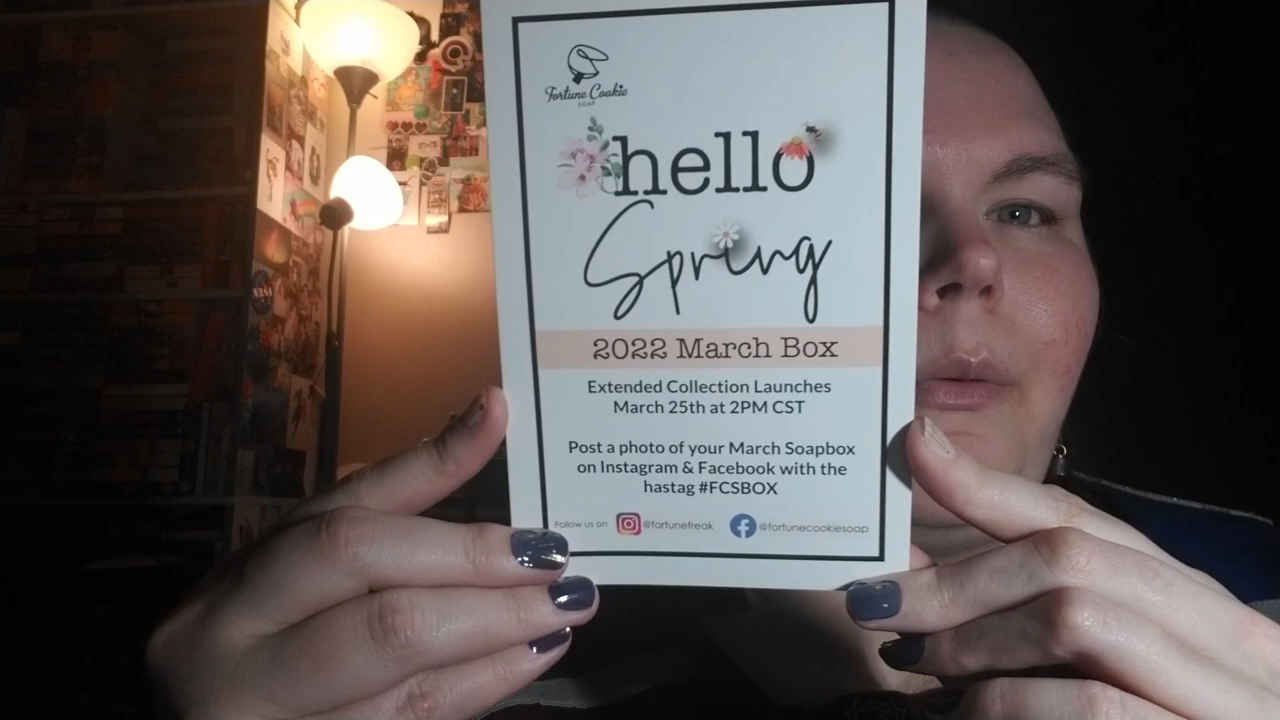 Fortune Cookie
SOAP
hello
Spring
2022 March Box
Extended Collection Launches
March 25th at 2PM CST
Post a photo of your March Soapbox
on Instagram & Facebook with the
hastag #FCSBOX
Follow us on @fortunefreak @fortunecookiesoap
NASA